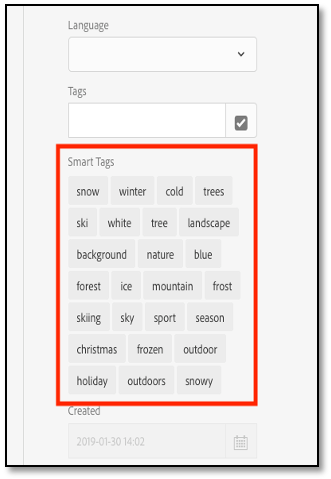 Language
Tags
Smart Tags
snow winter cold trees
ski white tree landscape
background nature blue
forest ice mountain frost
skiing sky sport season
christmas frozen outdoor
holiday outdoors snowy
Created
2019-01-30 14:02